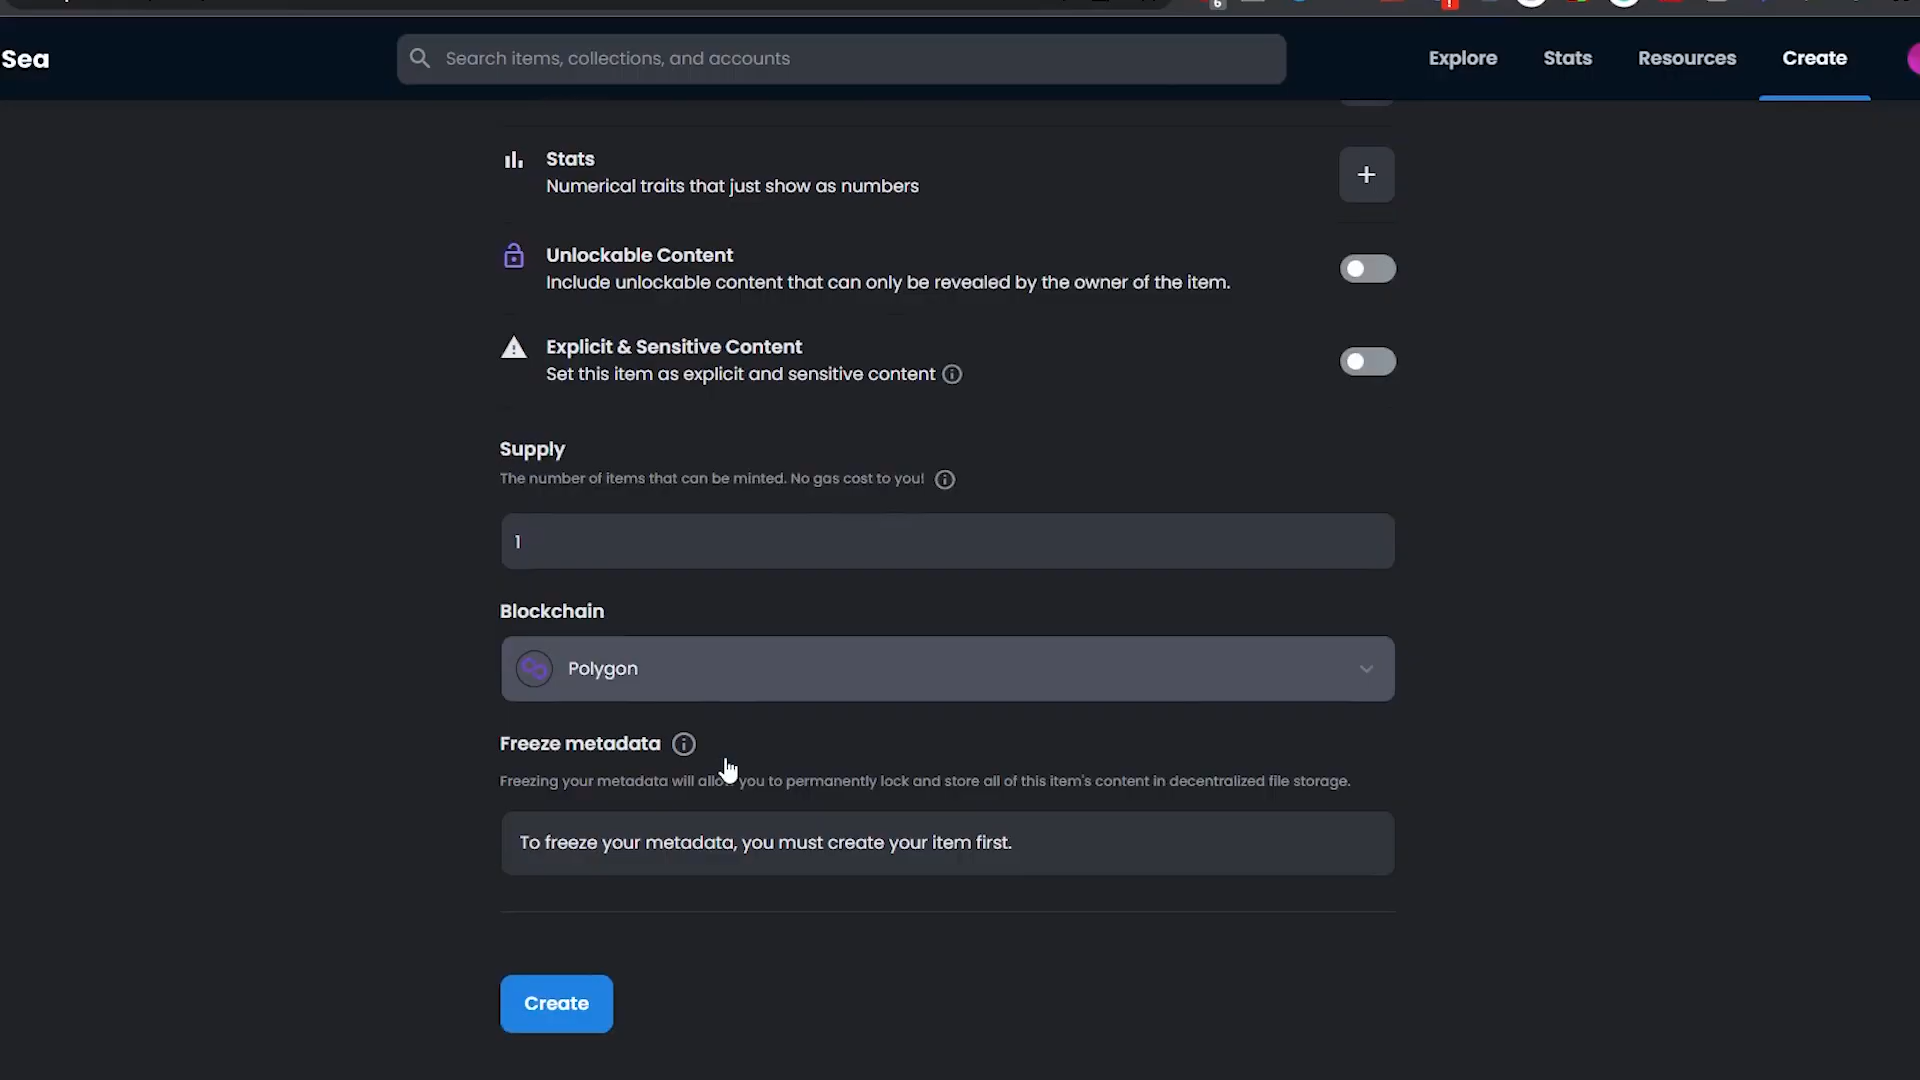 6
!
Sea
Search items, collections, and accounts
Explore
Stats
Resources
Create
Stats
Numerical traits that just show as numbers
Unlockable Content
Include unlockable content that can only be revealed by the owner of the item.
Explicit & Sensitive Content
Set this item as explicit and sensitive content
Supply
The number of items that can be minted. No gas cost to you!
1
Blockchain
Polygon
Freeze metadata
Freezing your metadata will allow you to permanently lock and store all of this item's content in decentralized file storage.
To freeze your metadata, you must create your item first.
Create